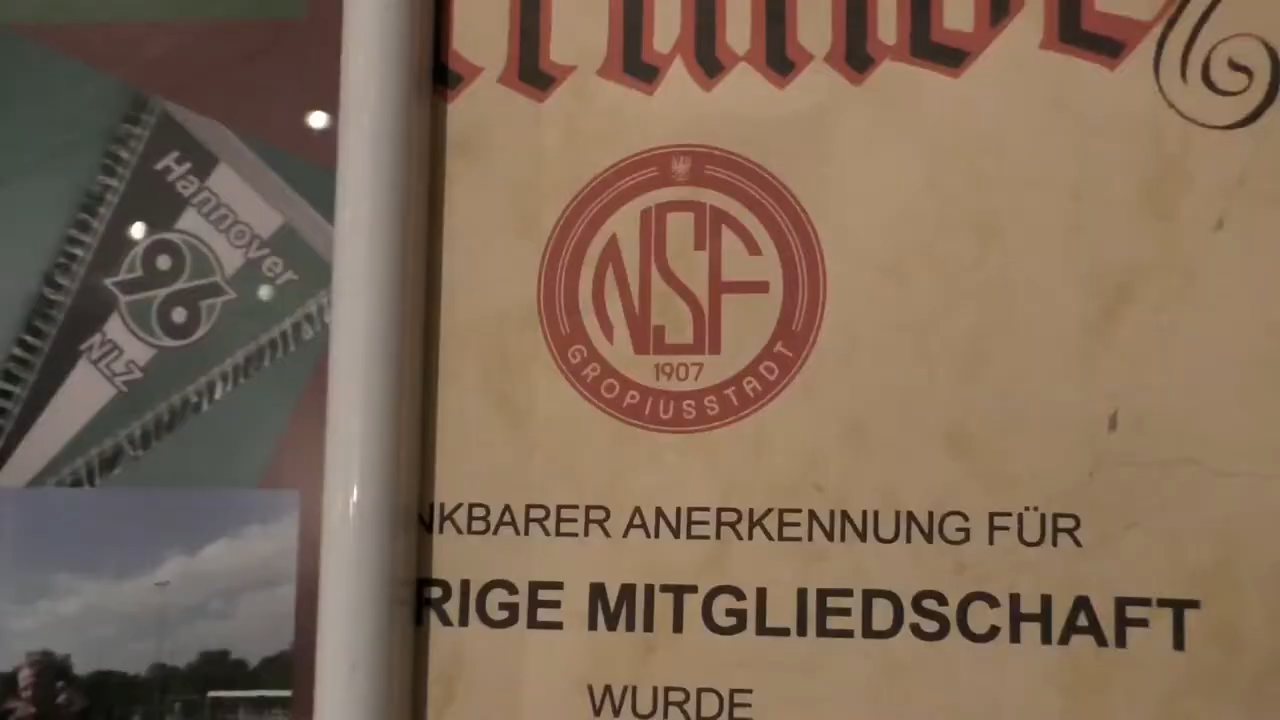 Hannover
96
NLZ
NSF
1907
GROPIUSSTADT
NKBARER ANERKENNUNG FÜR
RIGE MITGLIEDSCHAFT
WURDE